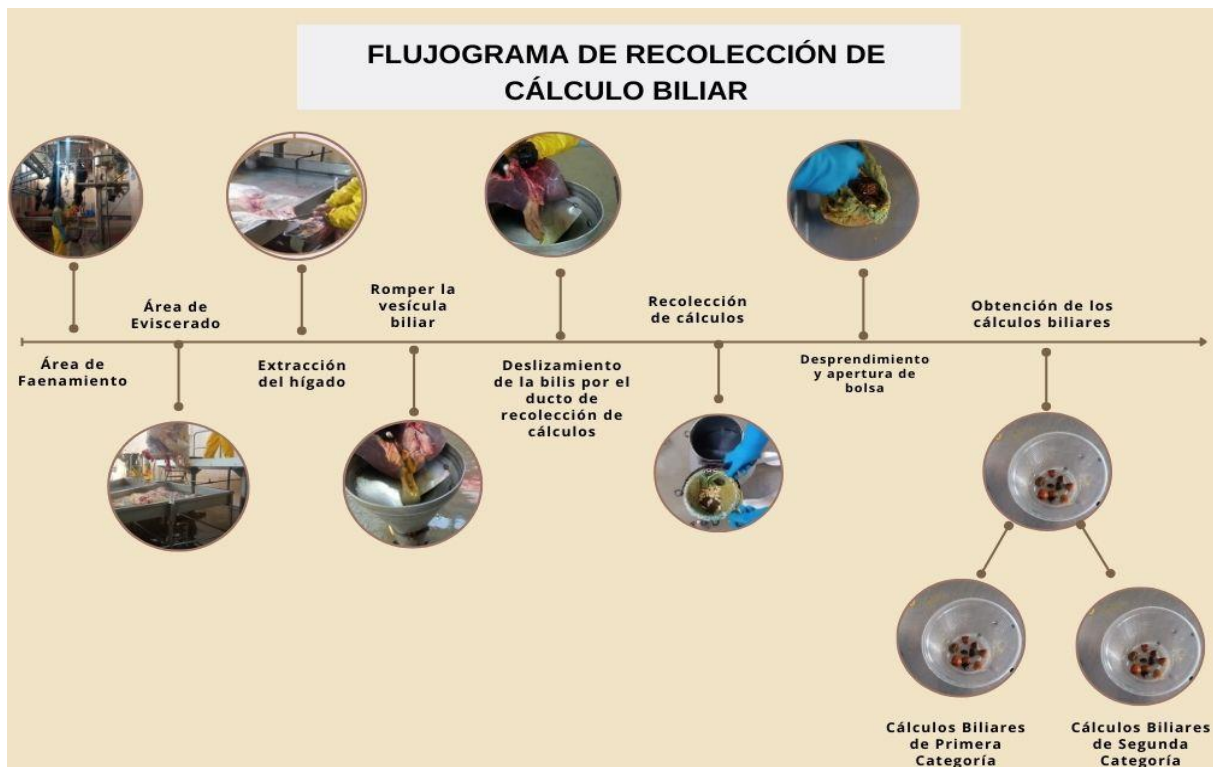 FLUJOGRAMA DE RECOLECCIÓN DE
CÁLCULO BILIAR
Área de
Faenamiento
Área de
Eviscerado
Extracción
del hígado
Romper la
vesícula
biliar
Deslizamiento
de la bilis por el
ducto de
recolección de
cálculos
Recolección
de cálculos
Desprendimiento
y apertura de
bolsa
Obtención de los
cálculos biliares
Cálculos Biliares
de Primera
Categoría
Cálculos Biliares
de Segunda
Categoría